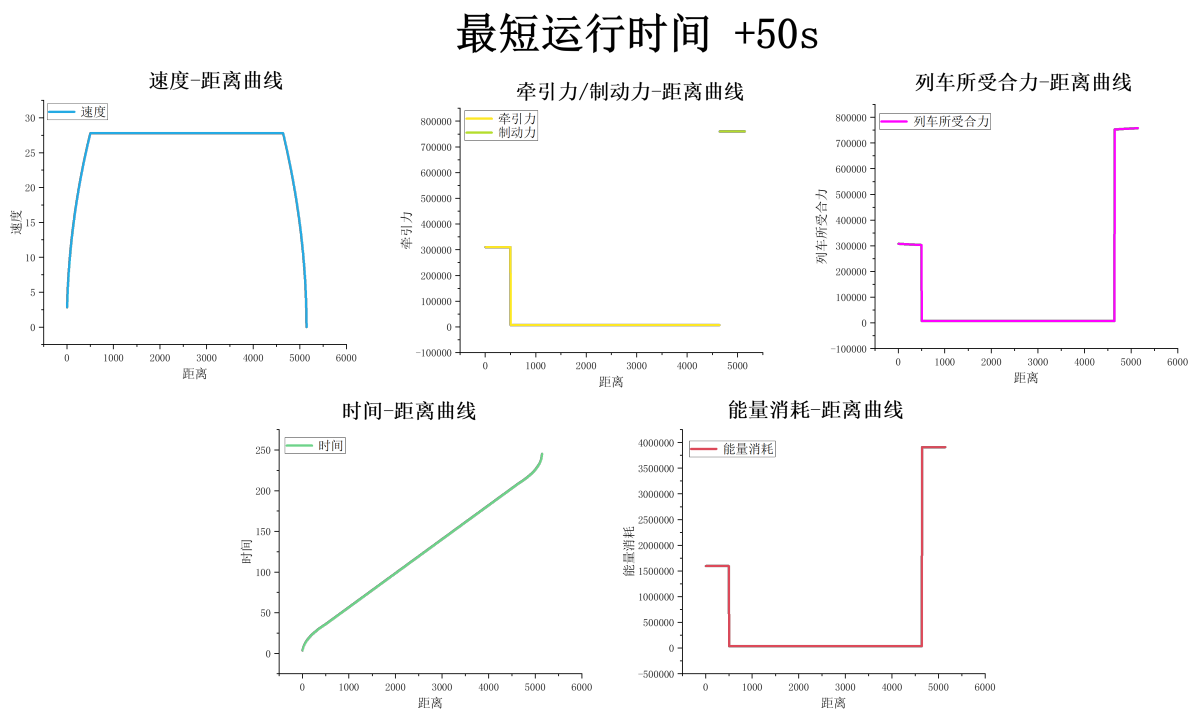 最短运行时间 +50s
速度-距离曲线
速度
30
25
20
15
10
5
0
速度
0 1000 2000 3000 4000 5000 6000
距离
牵引力/制动力-距离曲线
牵引力
制动力
800000
700000
600000
500000
400000
300000
200000
100000
0
-100000
牵引力
0 1000 2000 3000 4000 5000
距离
列车所受合力-距离曲线
列车所受合力
800000
700000
600000
500000
400000
300000
200000
100000
0
-100000
列车所受合力
0 1000 2000 3000 4000 5000 6000
距离
时间-距离曲线
时间
250
200
150
100
50
0
时间
0 1000 2000 3000 4000 5000 6000
距离
能量消耗-距离曲线
能量消耗
4000000
3500000
3000000
2500000
2000000
1500000
1000000
500000
0
-500000
能量消耗
0 1000 2000 3000 4000 5000 6000
距离